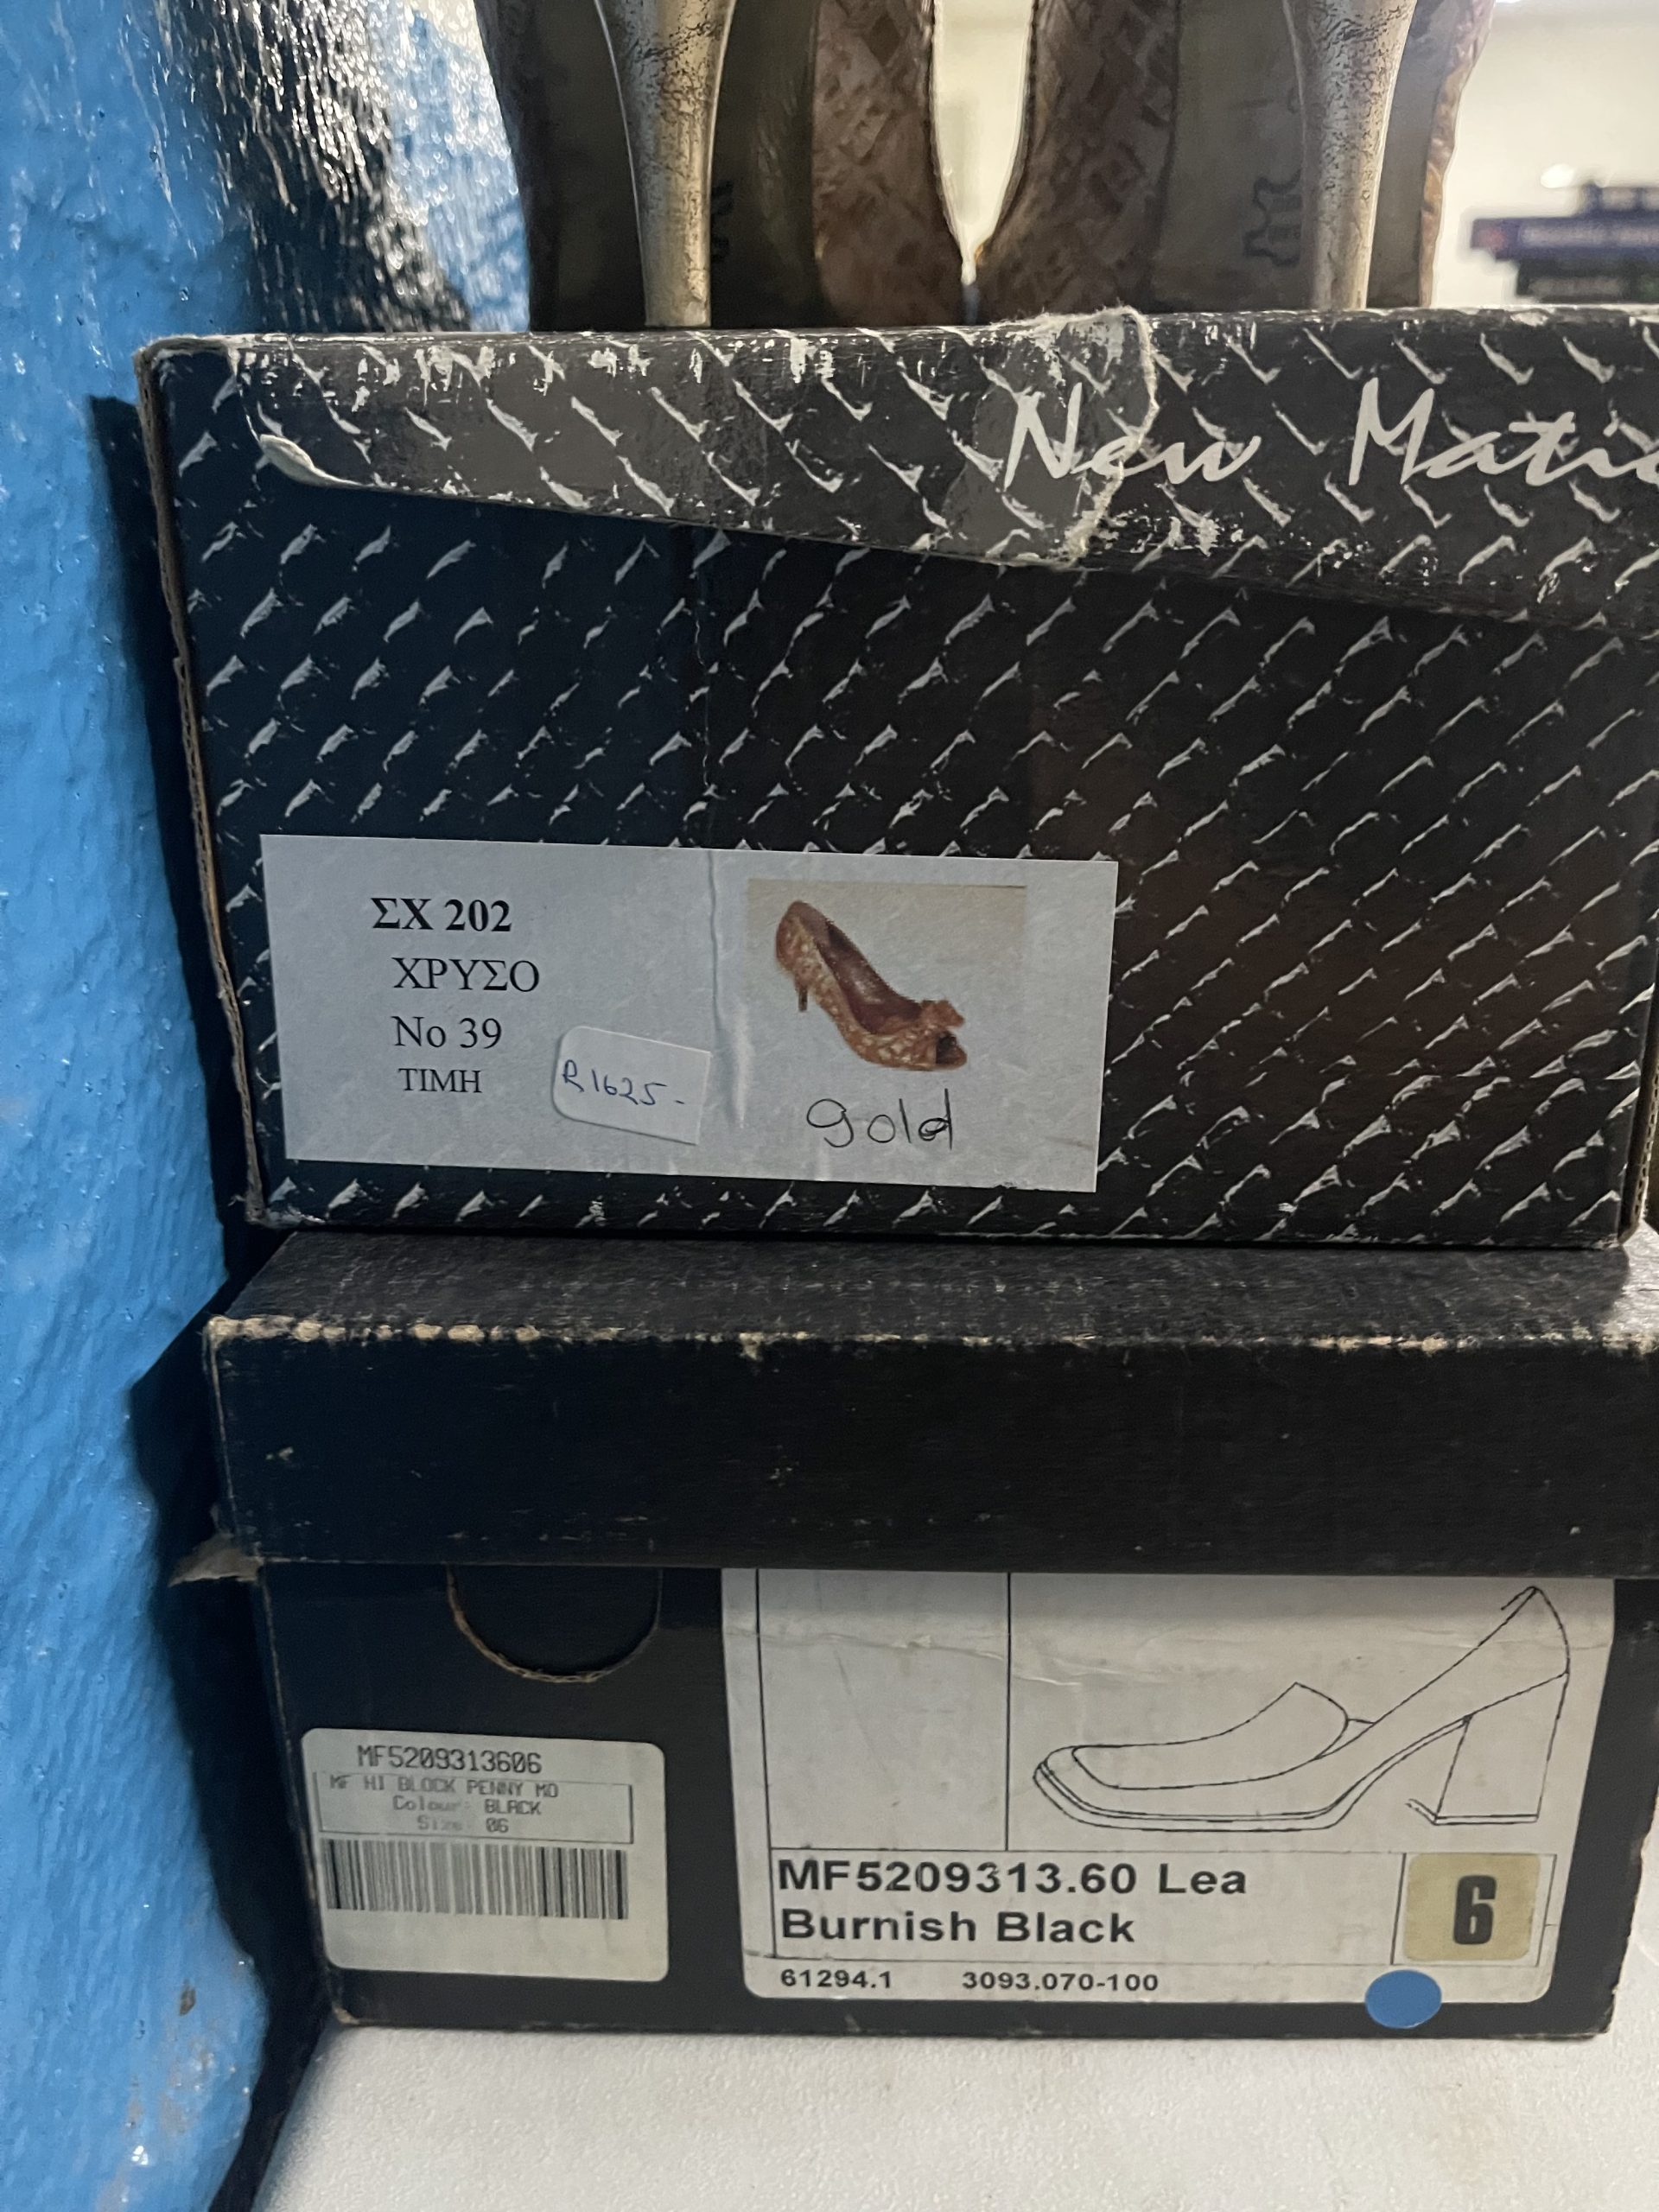 New Matic
ΣΧ 202
ΧΡΥΣΟ
No 39
ΤΙΜΗ
R1625-
gold
MF5209313606
MF HI BLOCK PENNY MO
Colour: BLACK
Size: 06
MF5209313.60 Lea
Burnish Black
6
61294.1 3093.070-100